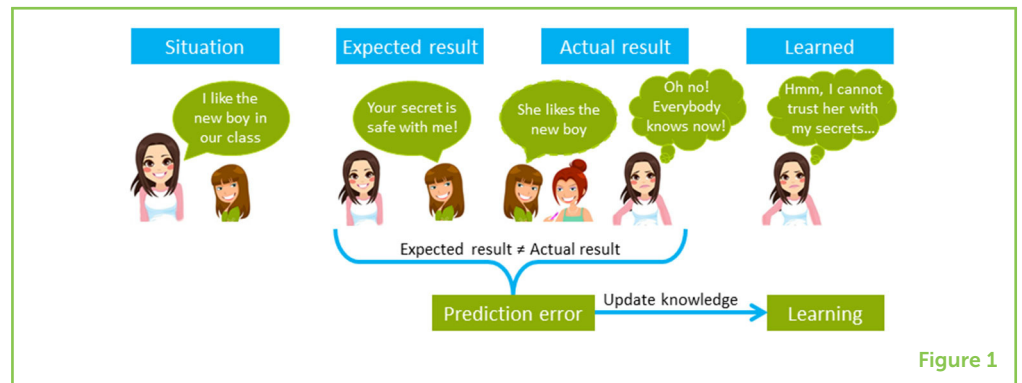 Situation
Expected result
Actual result
Learned
I like the
new boy in
our class
Your secret is
safe with me!
She likes the
new boy
Oh no!
Everybody
knows now!
Hmm, I cannot
trust her with
my secrets...
Expected result ≠ Actual result
Prediction error
Update knowledge
Learning
Figure 1